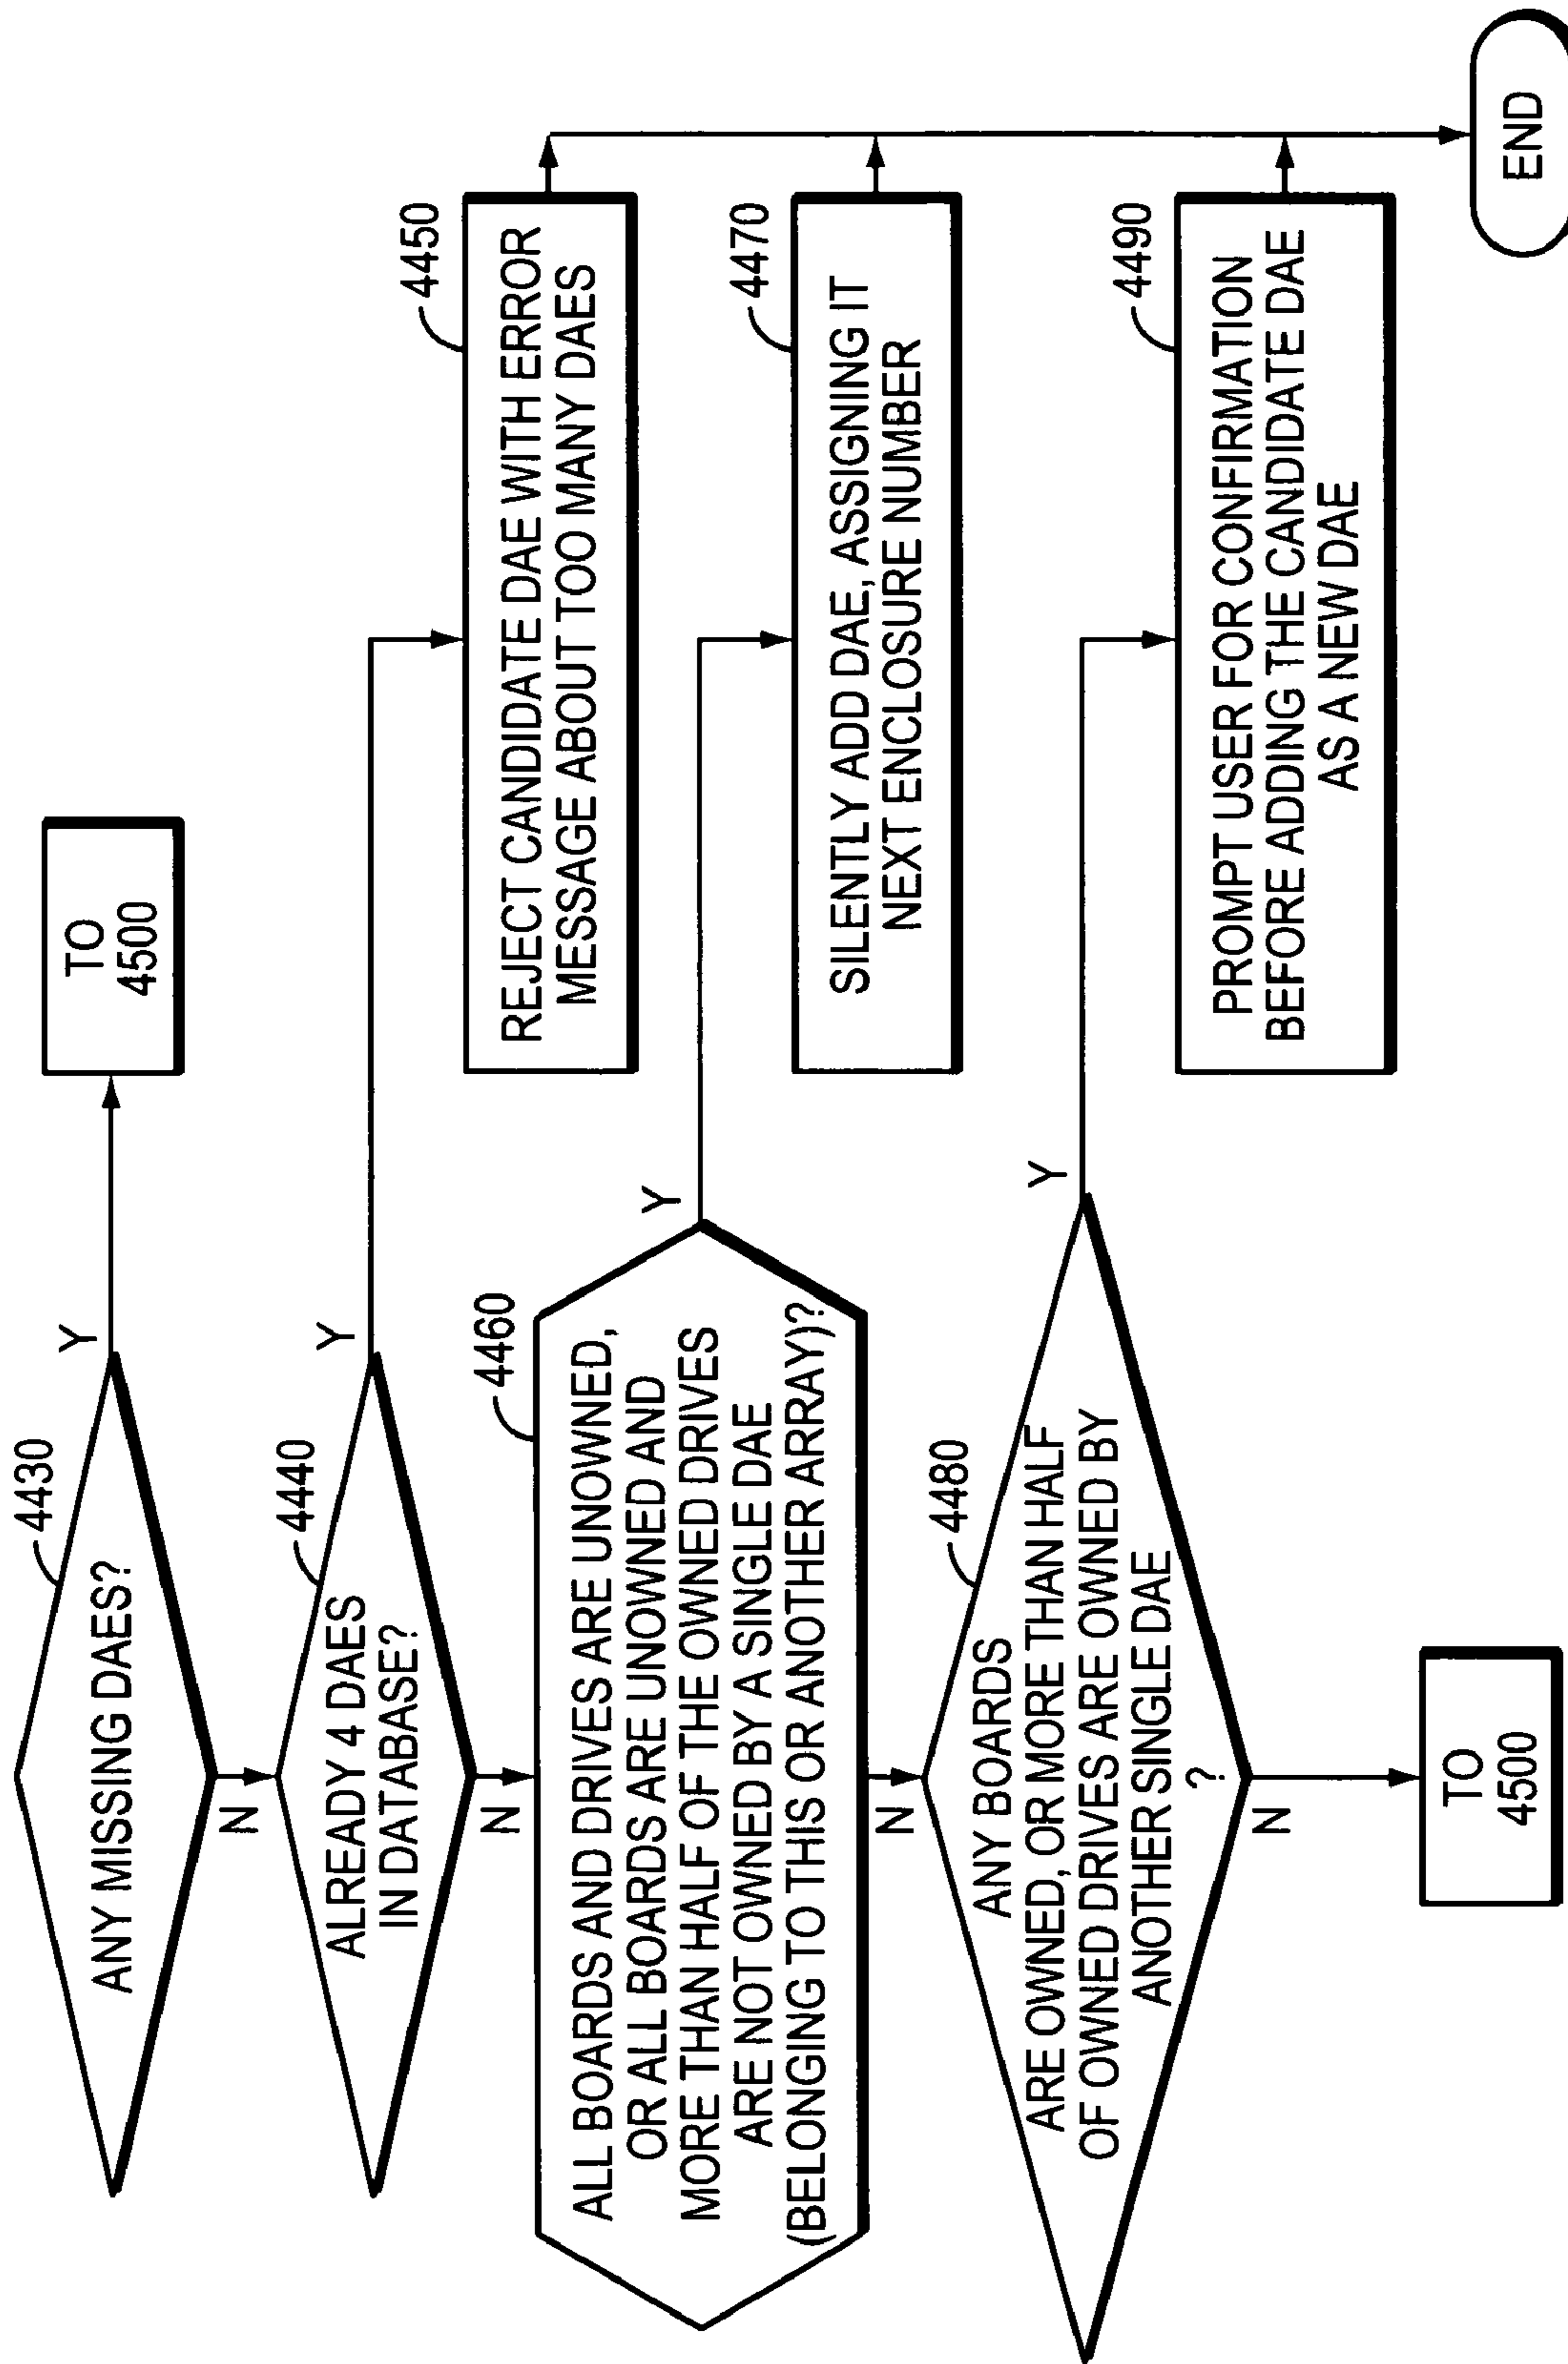 4430
ANY MISSING DAES?
Y
TO
4500
N
4440
ALREADY 4 DAES
IN DATABASE?
Y
4450
REJECT CANDIDATE DAE WITH ERROR
MESSAGE ABOUT TOO MANY DAES
N
4460
ALL BOARDS AND DRIVES ARE UNOWNED,
OR ALL BOARDS ARE UNOWNED AND
MORE THAN HALF OF THE OWNED DRIVES
ARE NOT OWNED BY A SINGLE DAE
(BELONGING TO THIS OR ANOTHER ARRAY)?
Y
4470
SILENTLY ADD DAE, ASSIGNING IT
NEXT ENCLOSURE NUMBER
N
4480
ANY BOARDS
ARE OWNED, OR MORE THAN HALF
OF OWNED DRIVES ARE OWNED BY
ANOTHER SINGLE DAE
?
Y
4490
PROMPT USER FOR CONFIRMATION
BEFORE ADDING THE CANDIDATE DAE
AS A NEW DAE
N
TO
4500
END